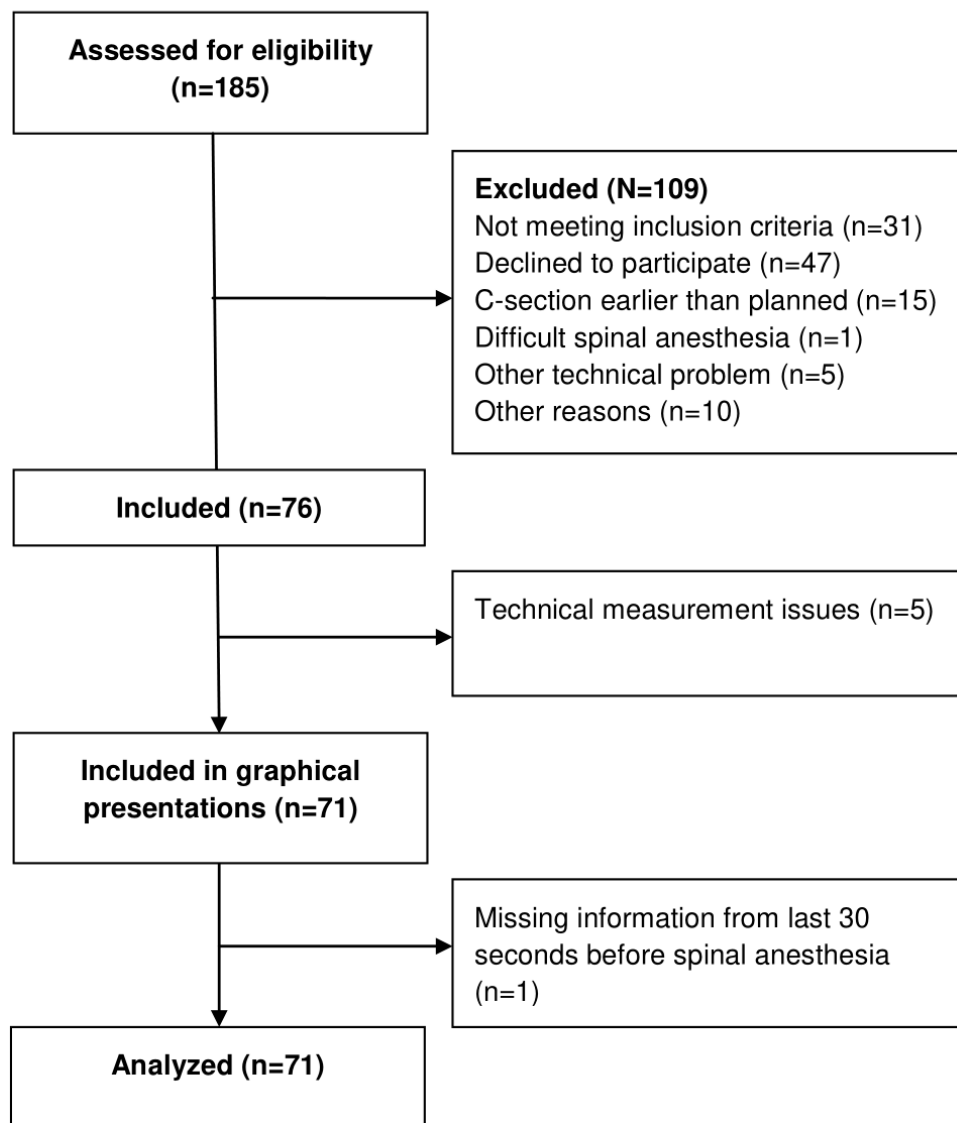 Assessed for eligibility
(n=185)
Excluded (N=109)
Not meeting inclusion criteria (n=31)
Declined to participate (n=47)
C-section earlier than planned (n=15)
Difficult spinal anesthesia (n=1)
Other technical problem (n=5)
Other reasons (n=10)
Included (n=76)
Technical measurement issues (n=5)
Included in graphical
presentations (n=71)
Missing information from last 30
seconds before spinal anesthesia
(n=1)
Analyzed (n=71)